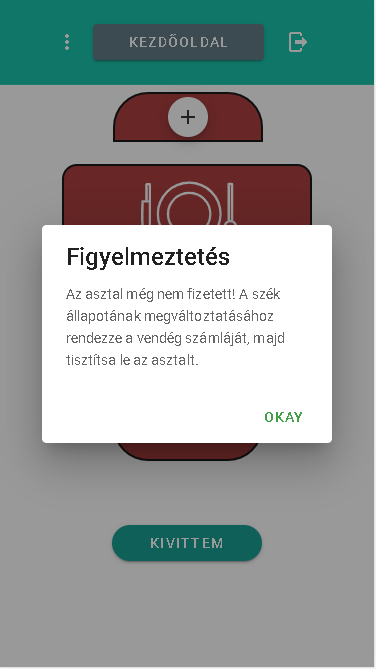 KEZDŐOLDAL
Figyelmeztetés
Az asztal még nem fizetett! A szék
állapotának megváltoztatásához
rendezze a vendég számláját, majd
tisztítsa le az asztalt.
OKAY
KIVITTEM